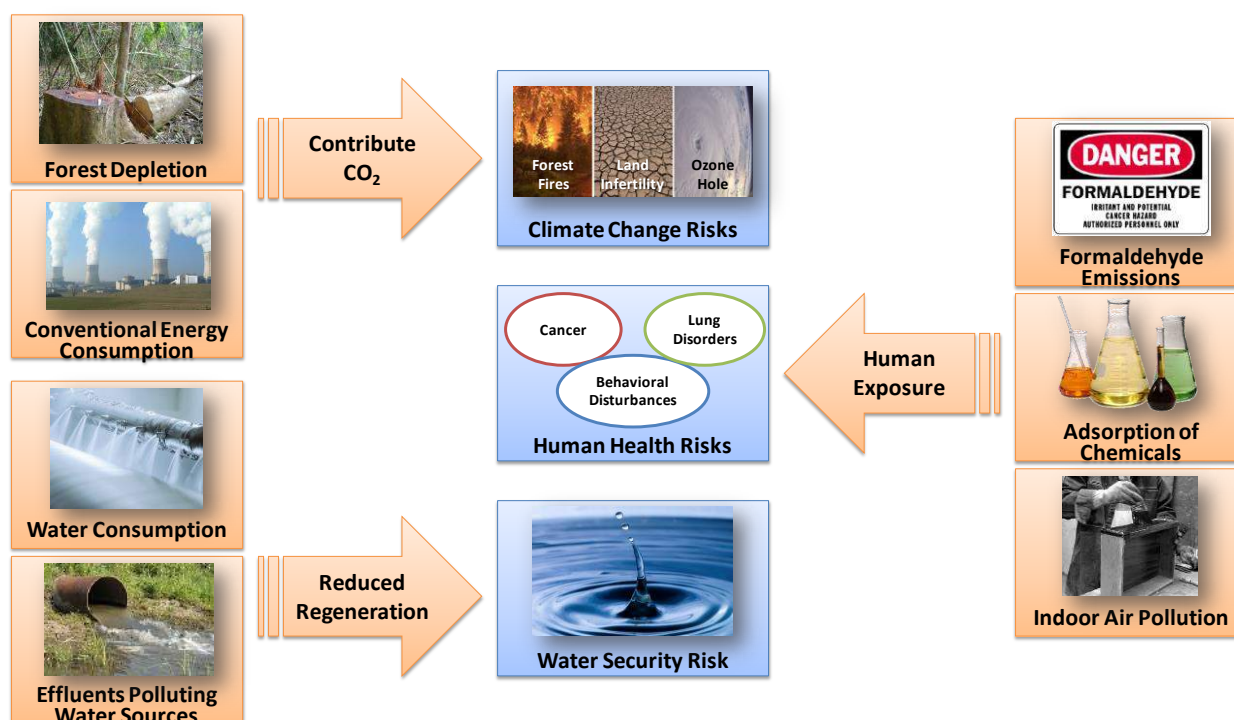 Forest Depletion
Conventional Energy
Consumption
Water Consumption
Effluents Polluting
Water Sources
Contribute
CO₂
Reduced
Regeneration
Forest
Fires
Land
Infertility
Ozone
Hole
Climate Change Risks
Cancer
Lung
Disorders
Behavioral
Disturbances
Human Health Risks
Water Security Risk
Human
Exposure
DANGER
FORMALDEHYDE
IRRITANT AND POTENTIAL
CANCER HAZARD
AUTHORIZED PERSONNEL ONLY
Formaldehyde
Emissions
Adsorption of
Chemicals
Indoor Air Pollution